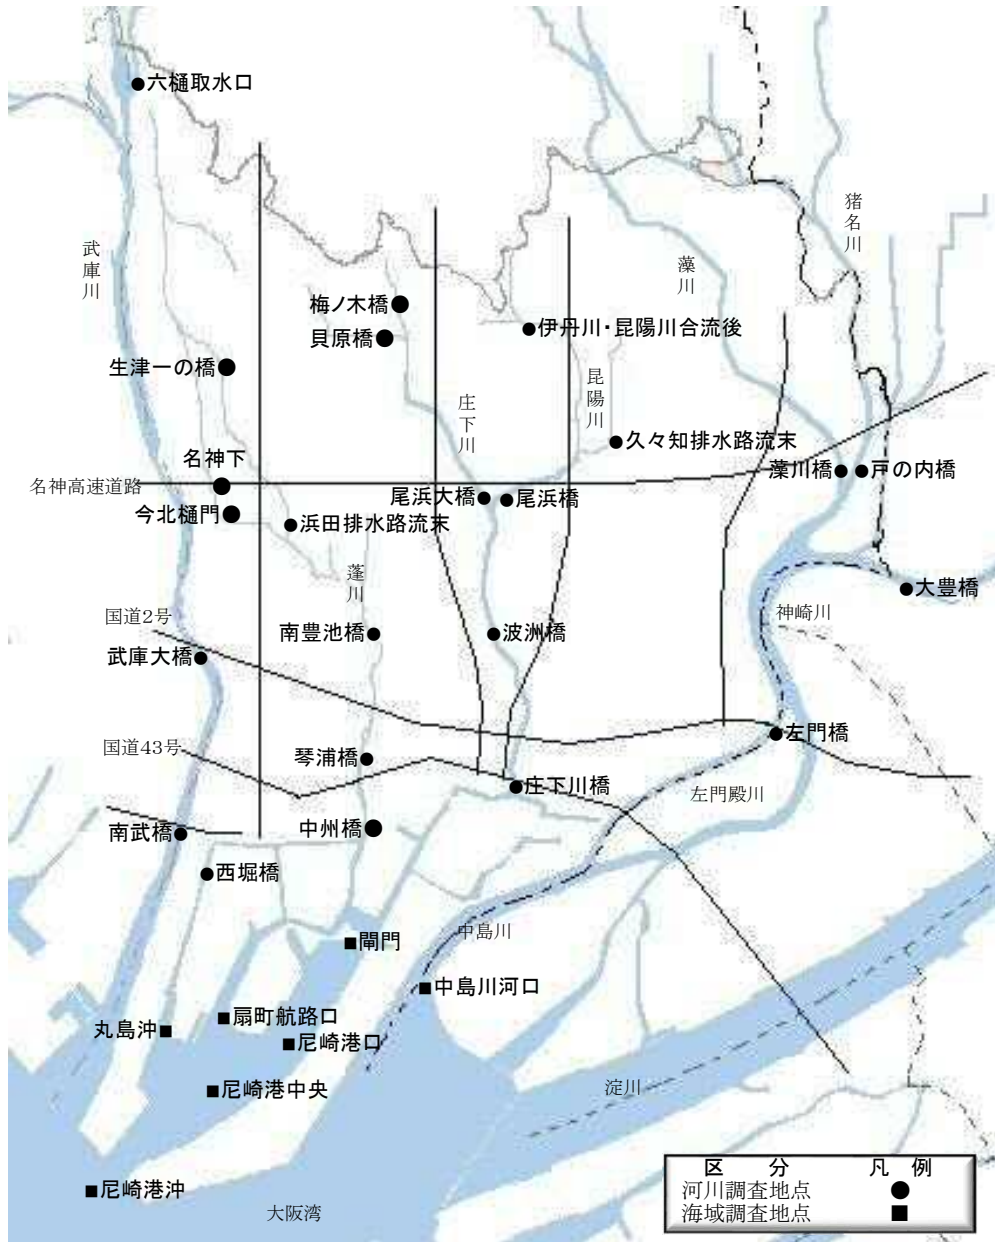 六樋取水口
猪名川
武庫川
藻川
梅ノ木橋
伊丹川・昆陽川合流後
貝原橋
生津一の橋
昆陽川
庄下川
久々知排水路流末
名神下
藻川橋
戸の内橋
名神高速道路
尾浜大橋
尾浜橋
今北樋門
浜田排水路流末
蓬川
大豊橋
国道2号
神崎川
南豊池橋
波洲橋
武庫大橋
左門橋
国道43号
琴浦橋
庄下川橋
左門殿川
中州橋
南武橋
西堀橋
中島川
閘門
中島川河口
扇町航路口
丸島沖
尼崎港口
尼崎港中央
淀川
区 分 凡 例
河川調査地点 ●
海域調査地点 ■
尼崎港沖
大阪湾